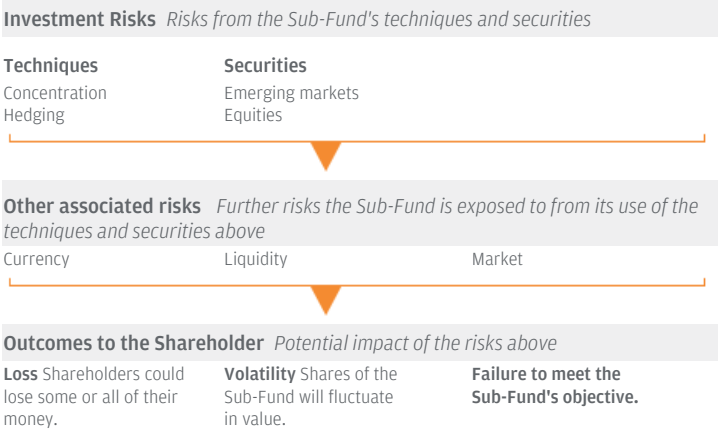 Investment Risks Risks from the Sub-Fund's techniques and securities
Techniques
Concentration
Hedging
Securities
Emerging markets
Equities
Other associated risks Further risks the Sub-Fund is exposed to from its use of the
techniques and securities above
Currency Liquidity Market
Outcomes to the Shareholder Potential impact of the risks above
Loss Shareholders could
lose some or all of their
money.
Volatility Shares of the
Sub-Fund will fluctuate
in value.
Failure to meet the
Sub-Fund's objective.